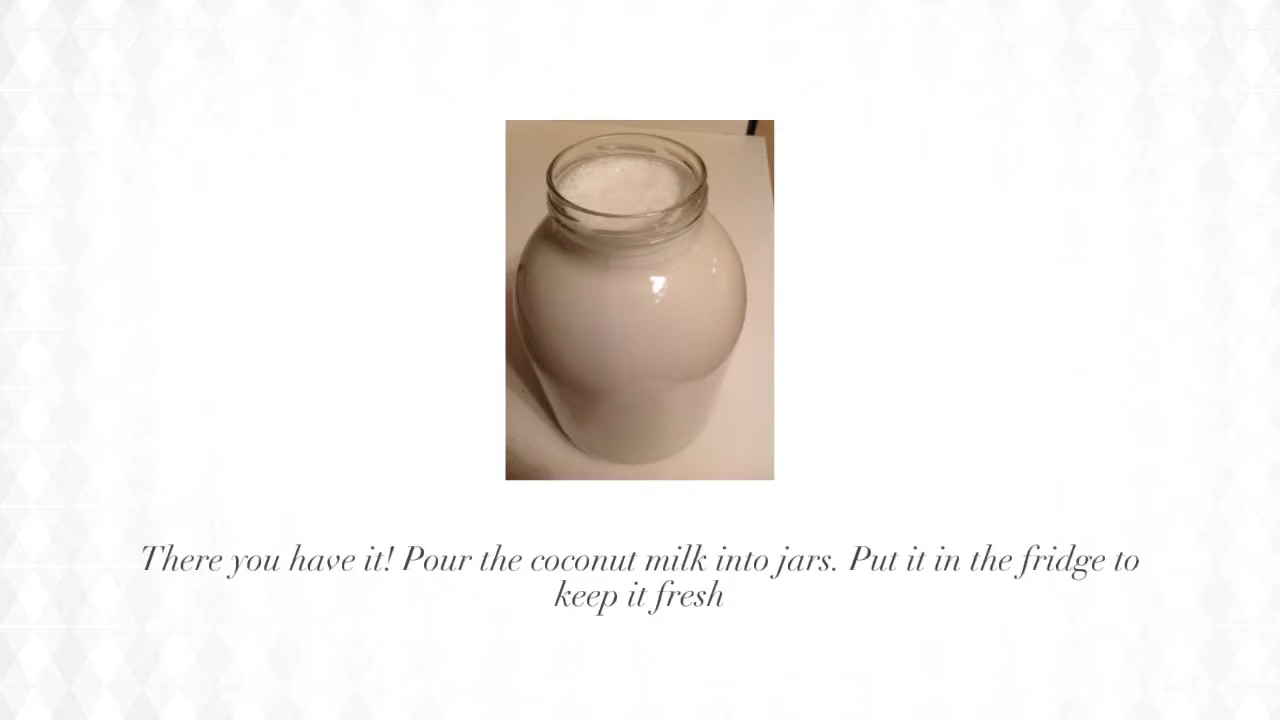 There you have it! Pour the coconut milk into jars. Put it in the fridge to
keep it fresh